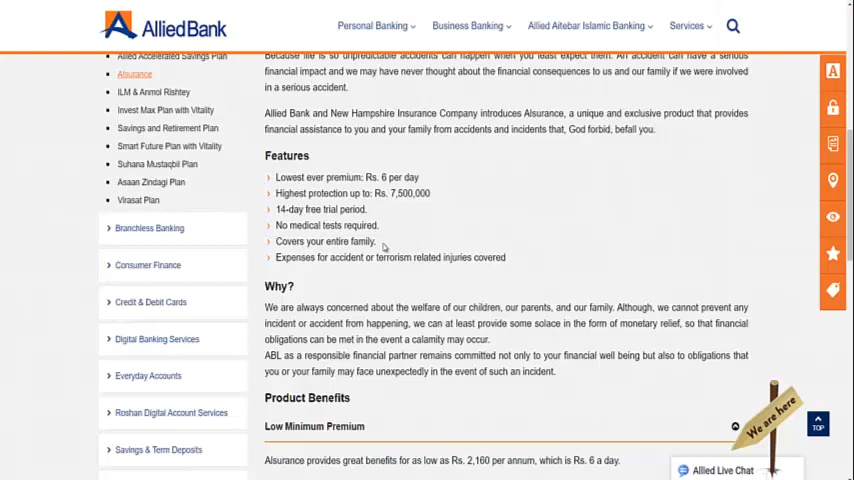 Allied Bank
Personal Banking
Business Banking
Allied Aitebar Islamic Banking
Services
Allied Accelerated Savings Plan
Alsurance
ILM & Anmol Rishtey
Invest Max Plan with Vitality
Savings and Retirement Plan
Smart Future Plan with Vitality
Suhana Mustaqbil Plan
Asaan Zindagi Plan
Virasat Plan
Branchless Banking
Consumer Finance
Credit & Debit Cards
Digital Banking Services
Everyday Accounts
Roshan Digital Account Services
Savings & Term Deposits
Because life is so unpredictable accidents can happen when you least expect them. An accident can have a serious
financial impact and we may have never thought about the financial consequences to us and our family if we were involved
in a serious accident.
Allied Bank and New Hampshire Insurance Company introduces Alsurance, a unique and exclusive product that provides
financial assistance to you and your family from accidents and incidents that, God forbid, befall you.
Features
Lowest ever premium: Rs. 6 per day
Highest protection up to: Rs. 7,500,000
14-day free trial period.
No medical tests required.
Covers your entire family.
Expenses for accident or terrorism related injuries covered
Why?
We are always concerned about the welfare of our children, our parents, and our family. Although, we cannot prevent any
incident or accident from happening, we can at least provide some solace in the form of monetary relief, so that financial
obligations can be met in the event a calamity may occur.
ABL as a responsible financial partner remains committed not only to your financial well being but also to obligations that
you or your family may face unexpectedly in the event of such an incident.
Product Benefits
Low Minimum Premium
Alsurance provides great benefits for as low as Rs. 2,160 per annum, which is Rs. 6 a day.
A
We are here
TOP
Allied Live Chat